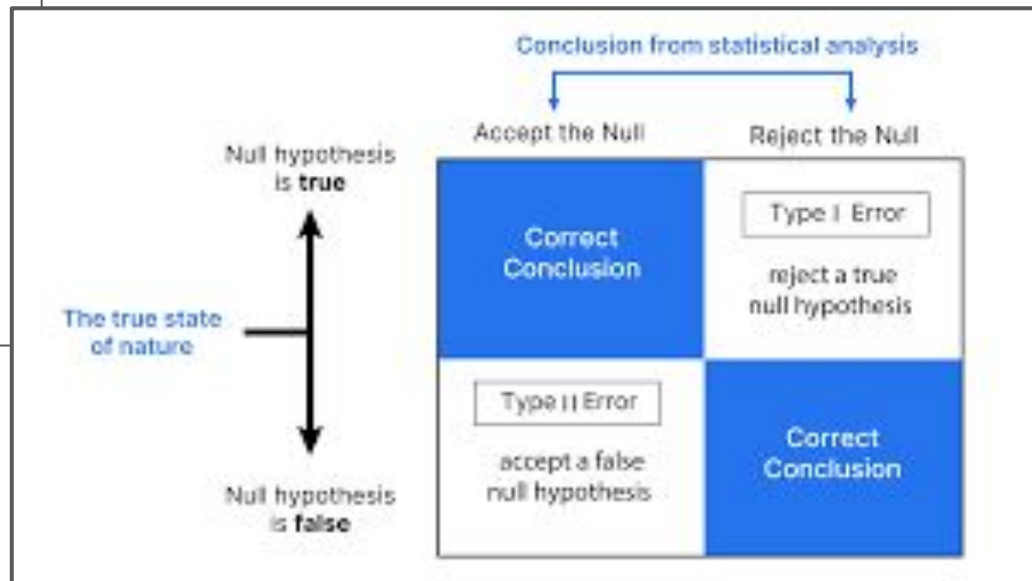 Conclusion from statistical analysis
Accept the Null
Reject the Null
Null hypothesis
is true
Correct
Conclusion
Type I Error
reject a true
null hypothesis
The true state
of nature
Type II Error
accept a false
null hypothesis
Correct
Conclusion
Null hypothesis
is false